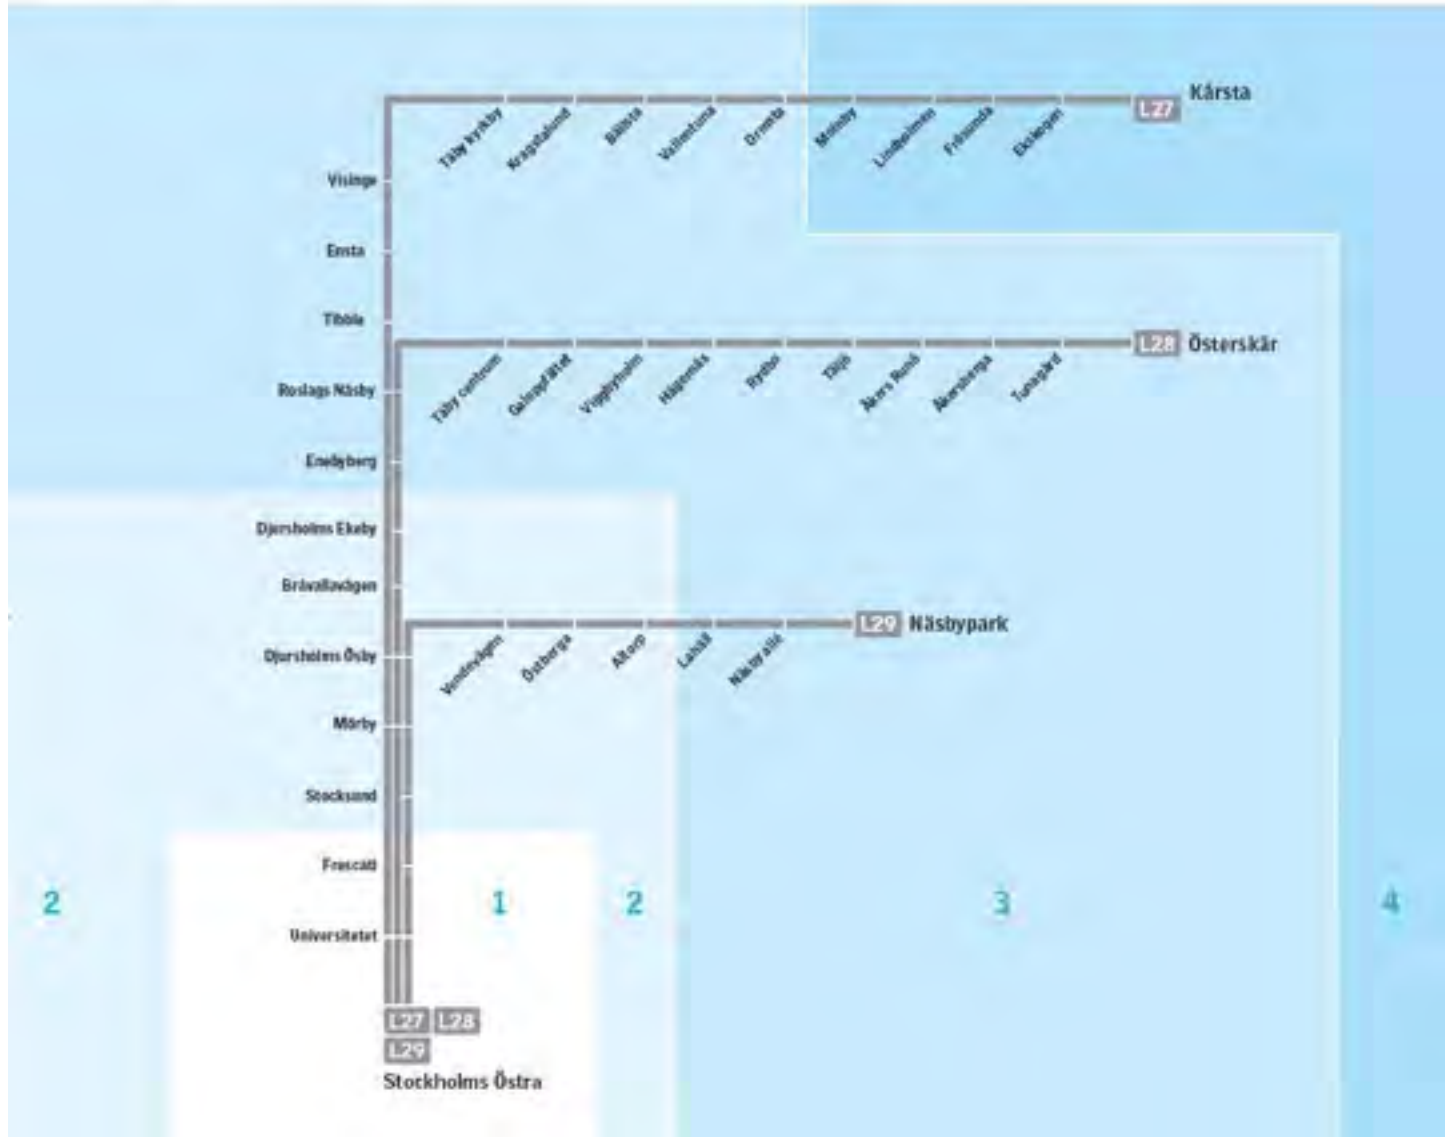 Kårsta
L27
Täby kyrkby
Kragstalund
Bällsta
Vallentuna
Ormsta
Molnby
Lindholmen
Frösunda
Ekskogen
Visinge
Ensta
Tibble
L28 Österskär
Täby centrum
Galoppfältet
Viggbyholm
Hägernäs
Rydbo
Täljö
Åkers Runö
Åkersberga
Tunagård
Roslags Näsby
Enebyberg
Djursholms Ekeby
Bråvallavägen
L29 Näsbypark
Vendevägen
Östberga
Altorp
Lahäll
Näsby allé
Djursholms Ösby
Mörby
Stocksund
Frescati
2
1
2
3
4
Universitetet
L27 L28
L29
Stockholms Östra